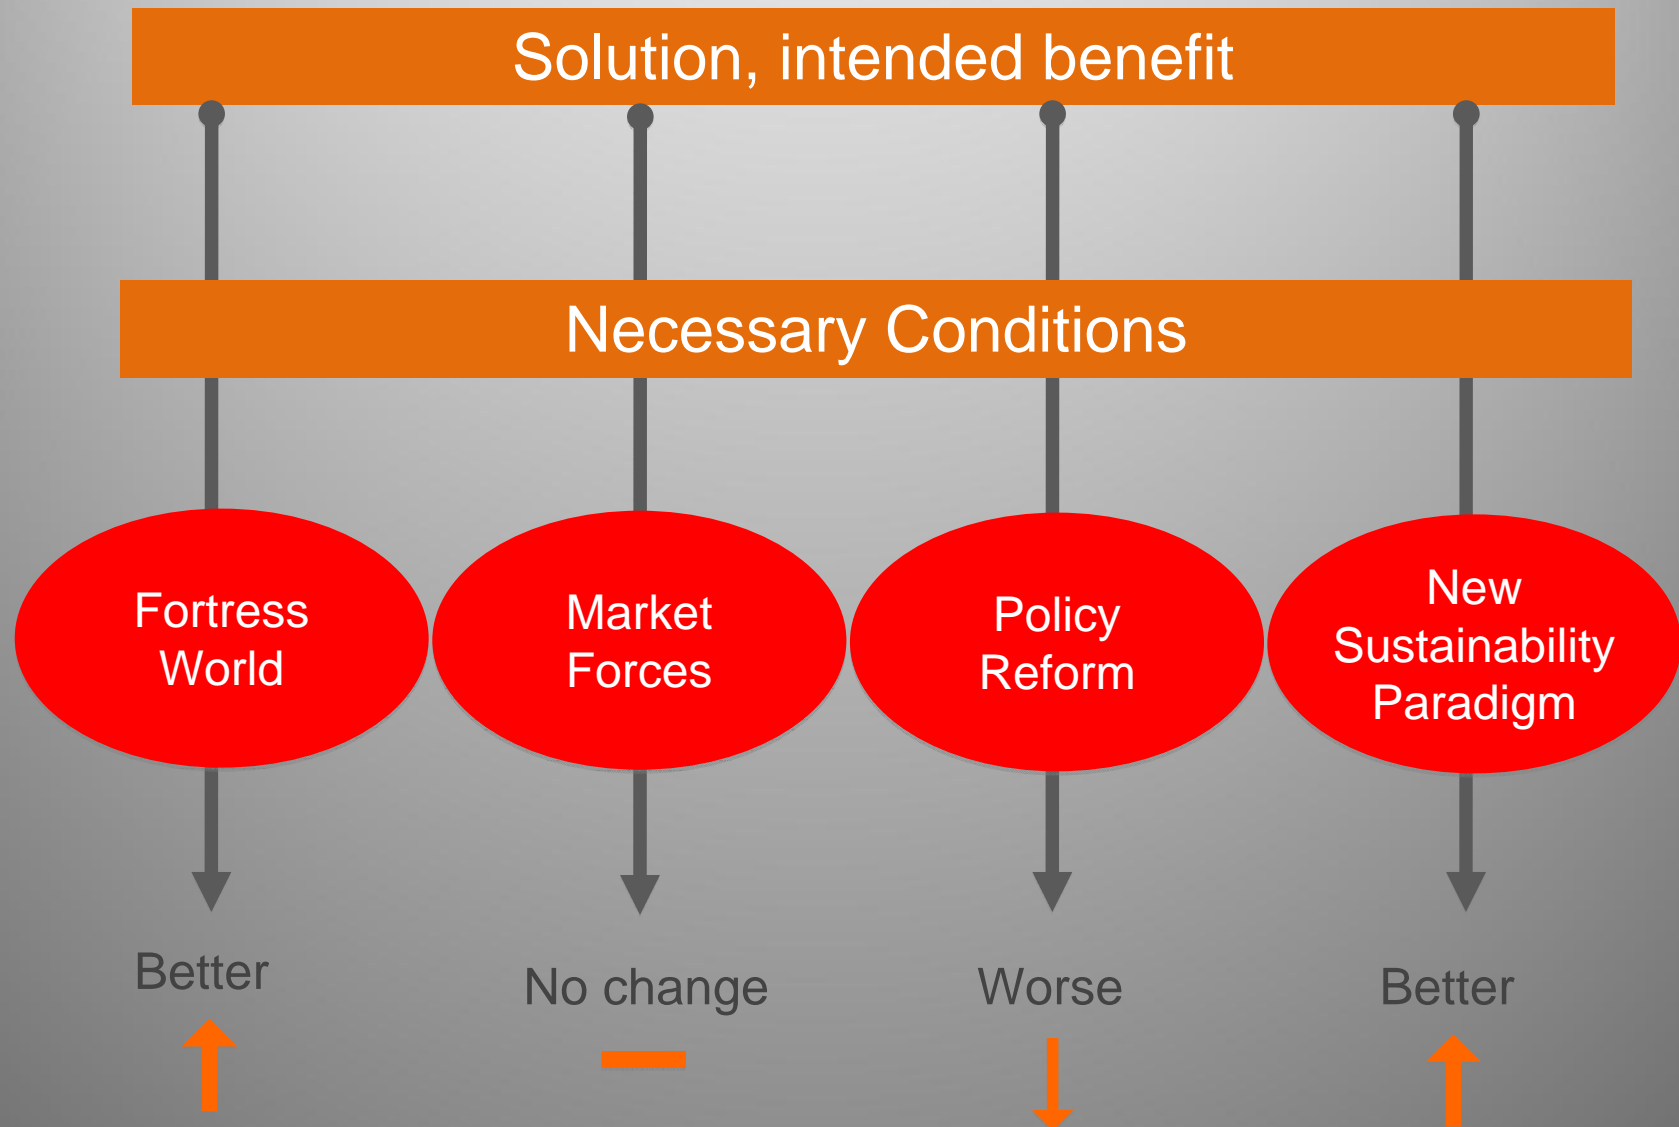 Solution, intended benefit
Necessary Conditions
Fortress
World
Market
Forces
Policy
Reform
New
Sustainability
Paradigm
Better
No change
Worse
Better